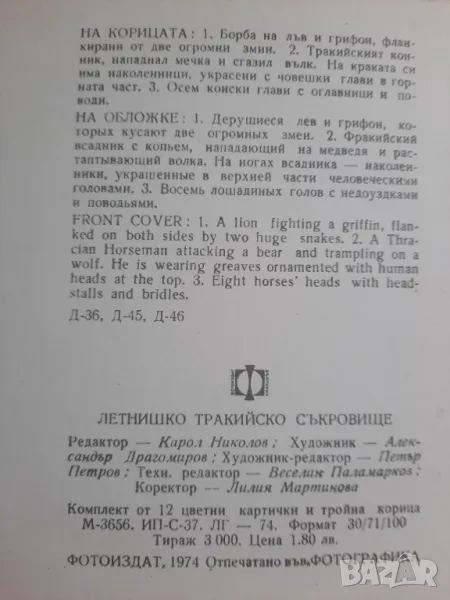 НА КОРИЦАТА: 1. Борба на лъв и грифон, флан-
кирани от две огромни змии. 2. Тракийският кон-
ник, нападнал мечка и сгазил вълк. На краката си
има наколенници, украсени с човешки глави в гор-
ната част. 3. Осем конски глави с оглавници и по-
води.
НА ОБЛОЖКЕ: 1. Дерущиеся лев и грифон, ко-
торых кусают две огромных змеи. 2. Фракийский
всадник с копьем, нападающий на медведя и рас-
таптывающий волка. На ногах всадника — наколен-
ники, украшенные в верхней части человеческими
головами. 3. Восемь лошадиных голов с недоуздками
и поводьями.
FRONT COVER: 1. A lion fighting a griffin, flan-
ked on both sides by two huge snakes. 2. A Thra-
cian Horseman attacking a bear and trampling on a
wolf. He is wearing greaves ornamented with human
heads at the top. 3. Eight horses' heads with head-
stalls and bridles.
Д-36, Д-45, Д-46
ЛЕТНИШКО ТРАКИЙСКО СЪКРОВИЩЕ
Редактор — Карол Николов; Художник — Алек-
сандър Драгомиров; Художник-редактор — Петър
Петров; Техн. редактор — Веселин Паламарков;
Коректор — Лилия Мартинова
Комплект от 12 цветни картички и тройна корица
М-3656. ИП-С-37. ЛГ — 74. Формат 30/71/100
Тираж 3 000. Цена 1.80 лв.
ФОТОИЗДАТ, 1974 Отпечатано във „ФОТОГРАФИКА
bazar.bg